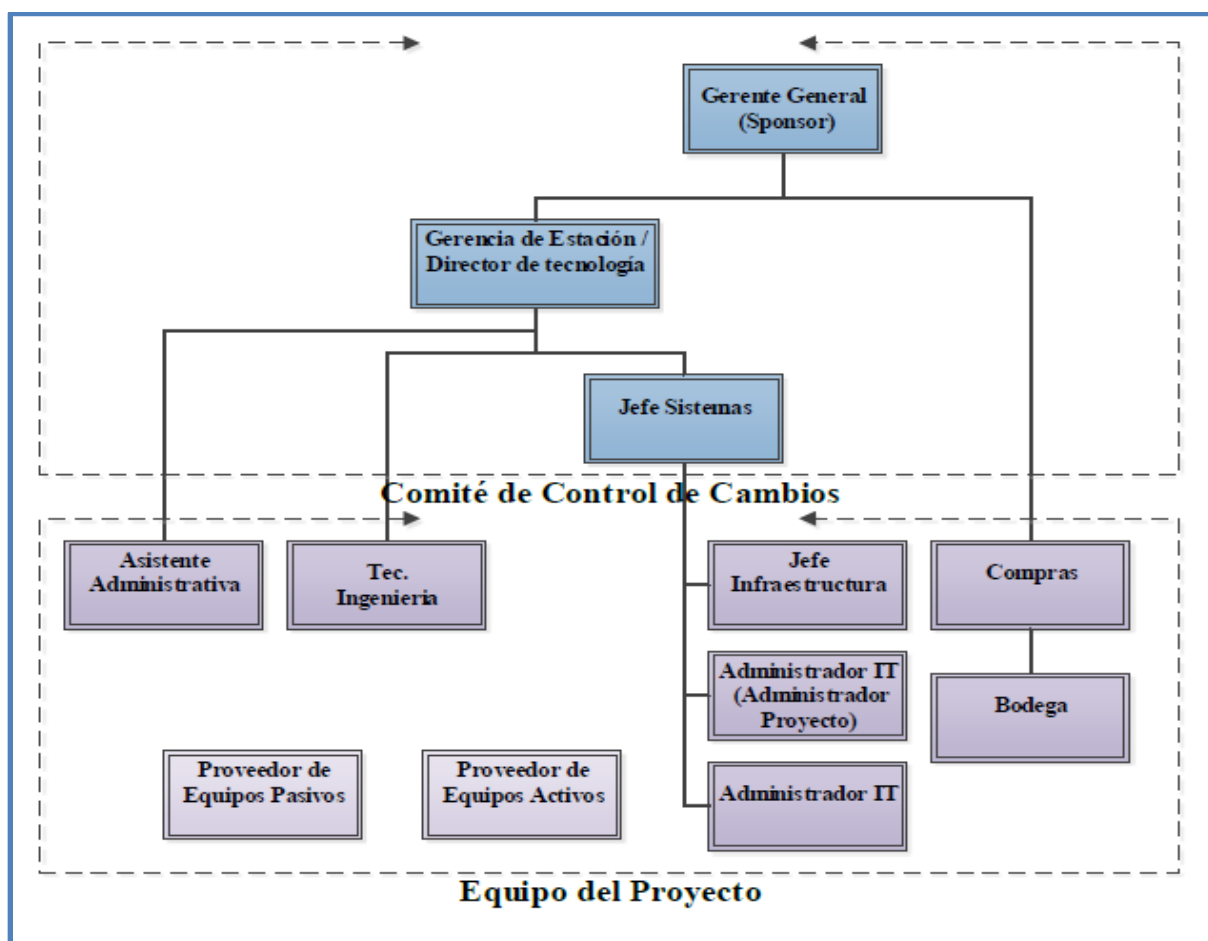 Gerente General
(Sponsor)
Gerencia de Estación /
Director de tecnología
Jefe Sistemas
Comité de Control de Cambios
Asistente
Administrativa
Tec.
Ingenieria
Jefe
Infraestructura
Compras
Administrador IT
(Administrador
Proyecto)
Bodega
Proveedor de
Equipos Pasivos
Proveedor de
Equipos Activos
Administrador IT
Equipo del Proyecto